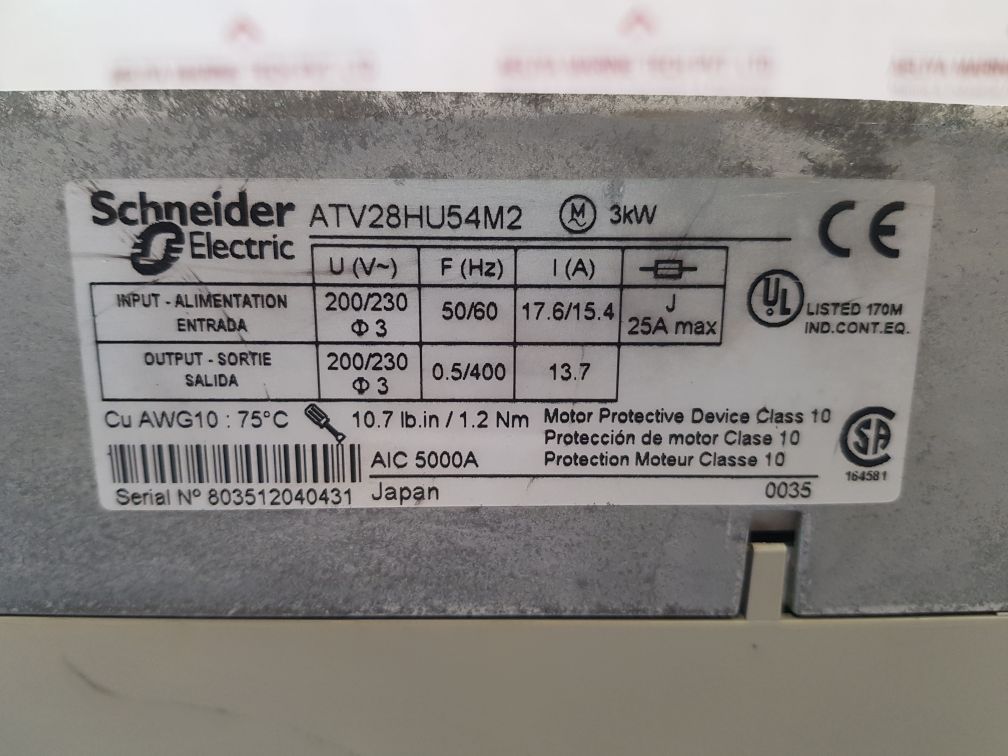 Schneider Electric ATV28HU54M2 M 3kW
U (V~) F (Hz) I (A)
INPUT - ALIMENTATION ENTRADA 200/230 Φ 3 50/60 17.6/15.4 J 25A max
OUTPUT - SORTIE SALIDA 200/230 Φ 3 0.5/400 13.7
CE
UL LISTED 170M
IND.CONT.EQ.
Cu AWG10 : 75°C 10.7 lb.in / 1.2 Nm Motor Protective Device Class 10
Protección de motor Clase 10
AIC 5000A Protection Moteur Classe 10
SA
164581
Serial Nº 803512040431 Japan 0035